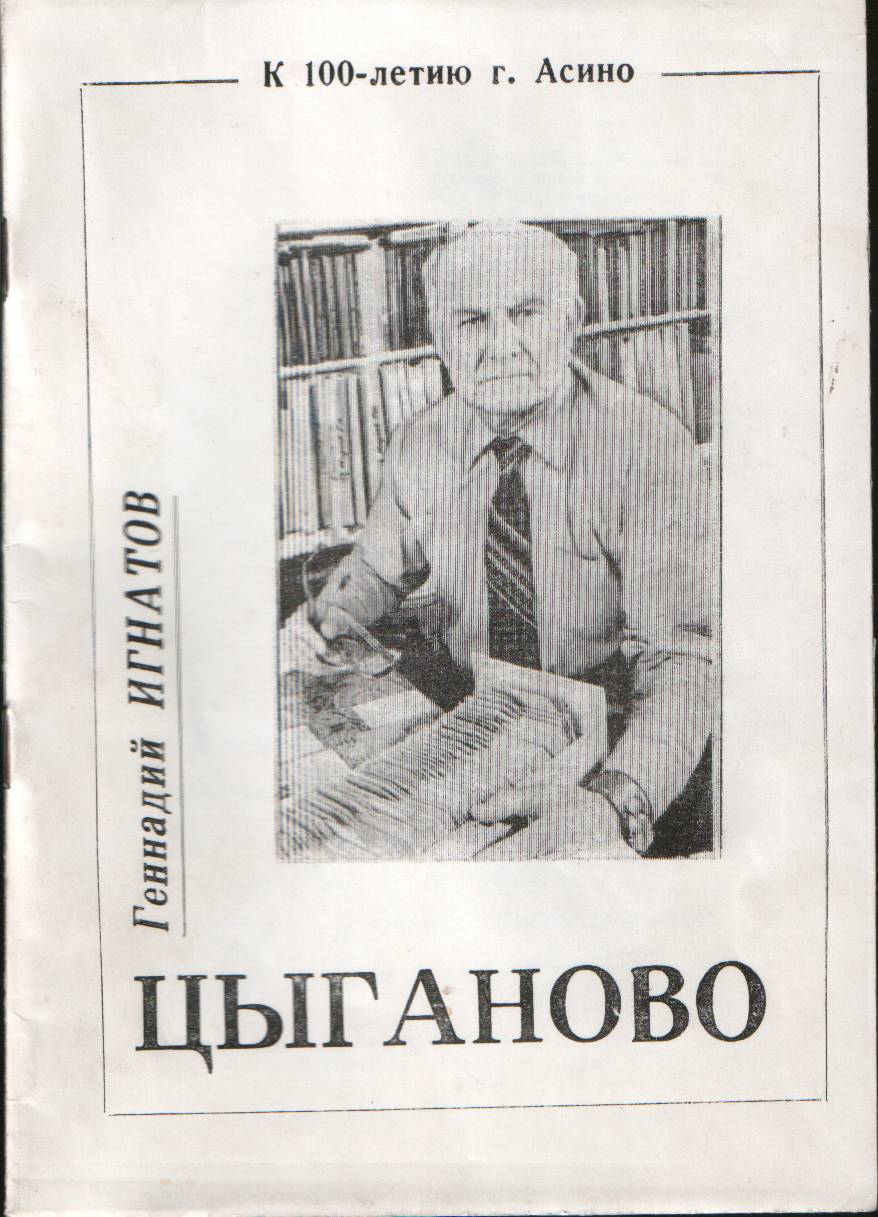 К 100-летию г. Асино
Геннадий ИГНАТОВ
ЦЫГАНОВО